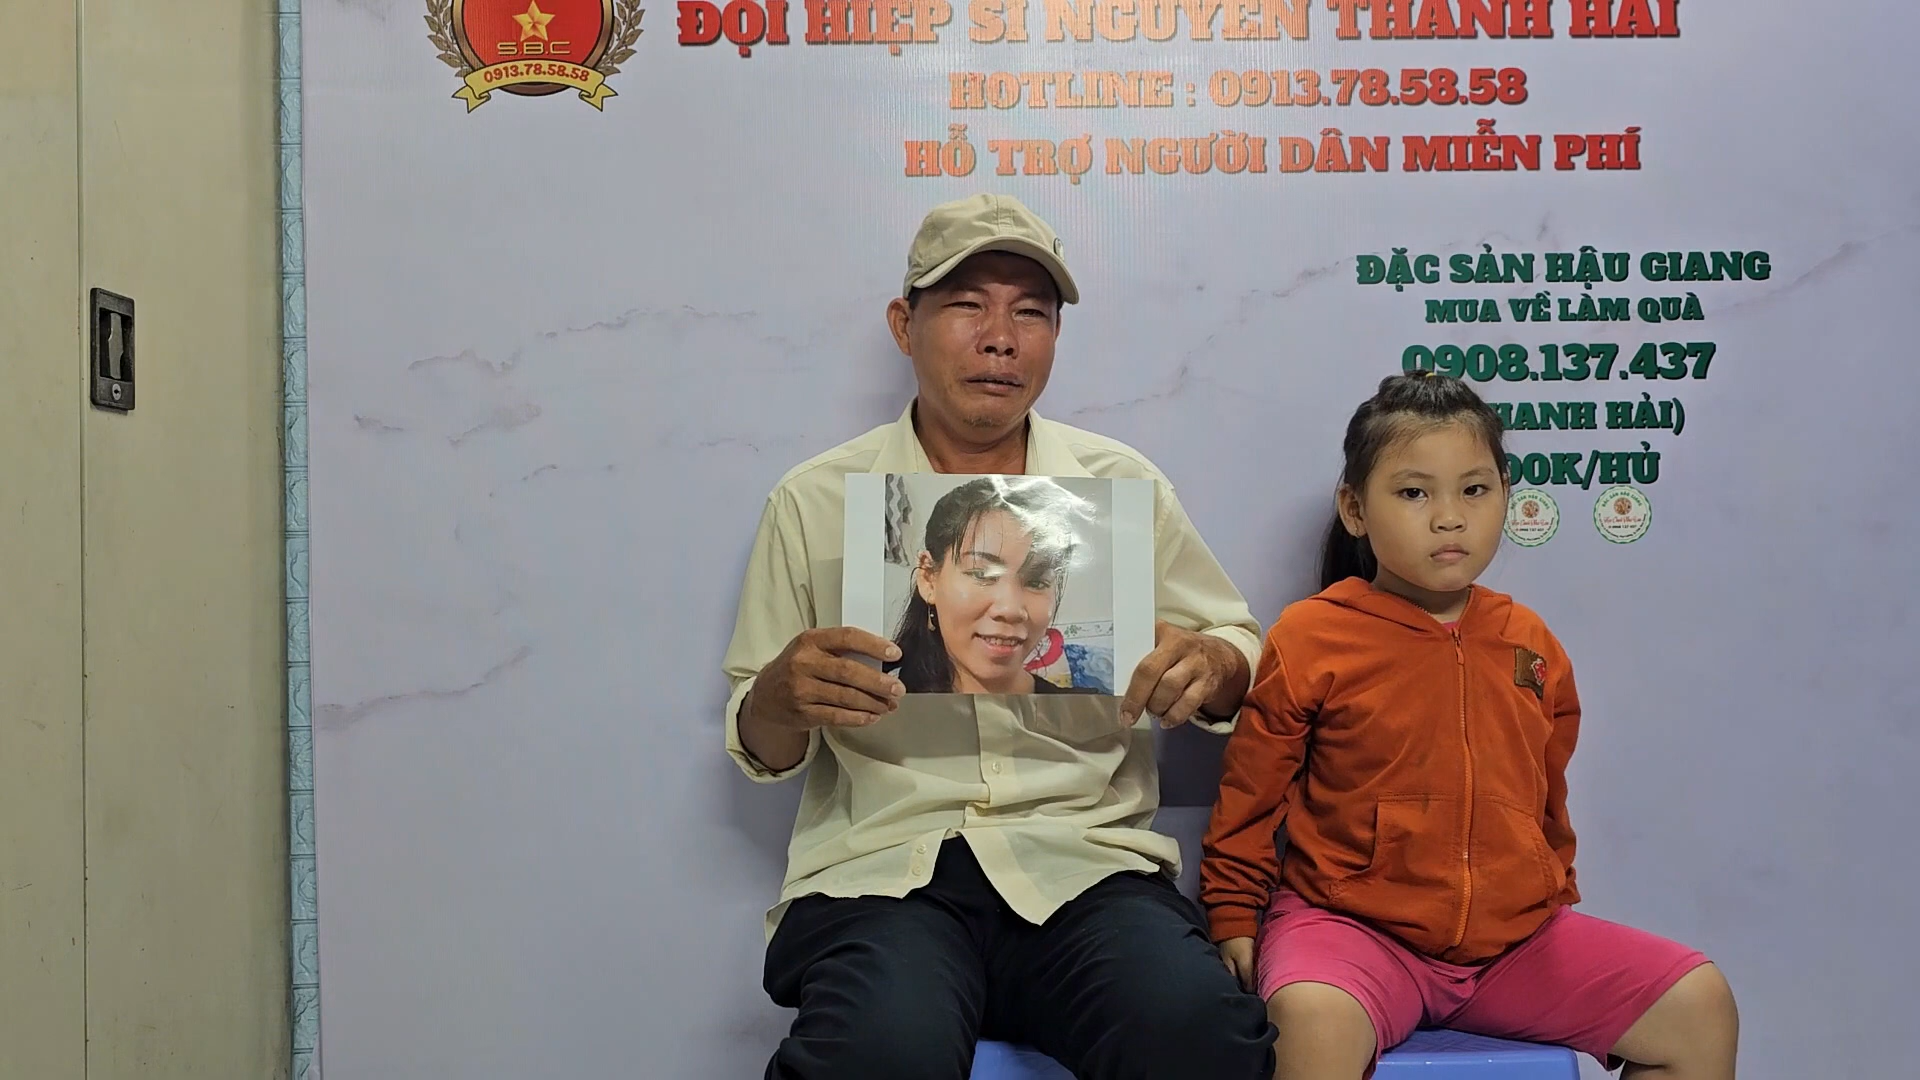 S.B.C
0913.78.58.58
ĐỘI HIỆP SĨ NGUYỄN THANH HẢI
HOTLINE : 0913.78.58.58
HỖ TRỢ NGƯỜI DÂN MIỄN PHÍ
ĐẶC SẢN HẬU GIANG
MUA VỀ LÀM QUÀ
0908.137.437
HANH HẢI)
00K/HỦ